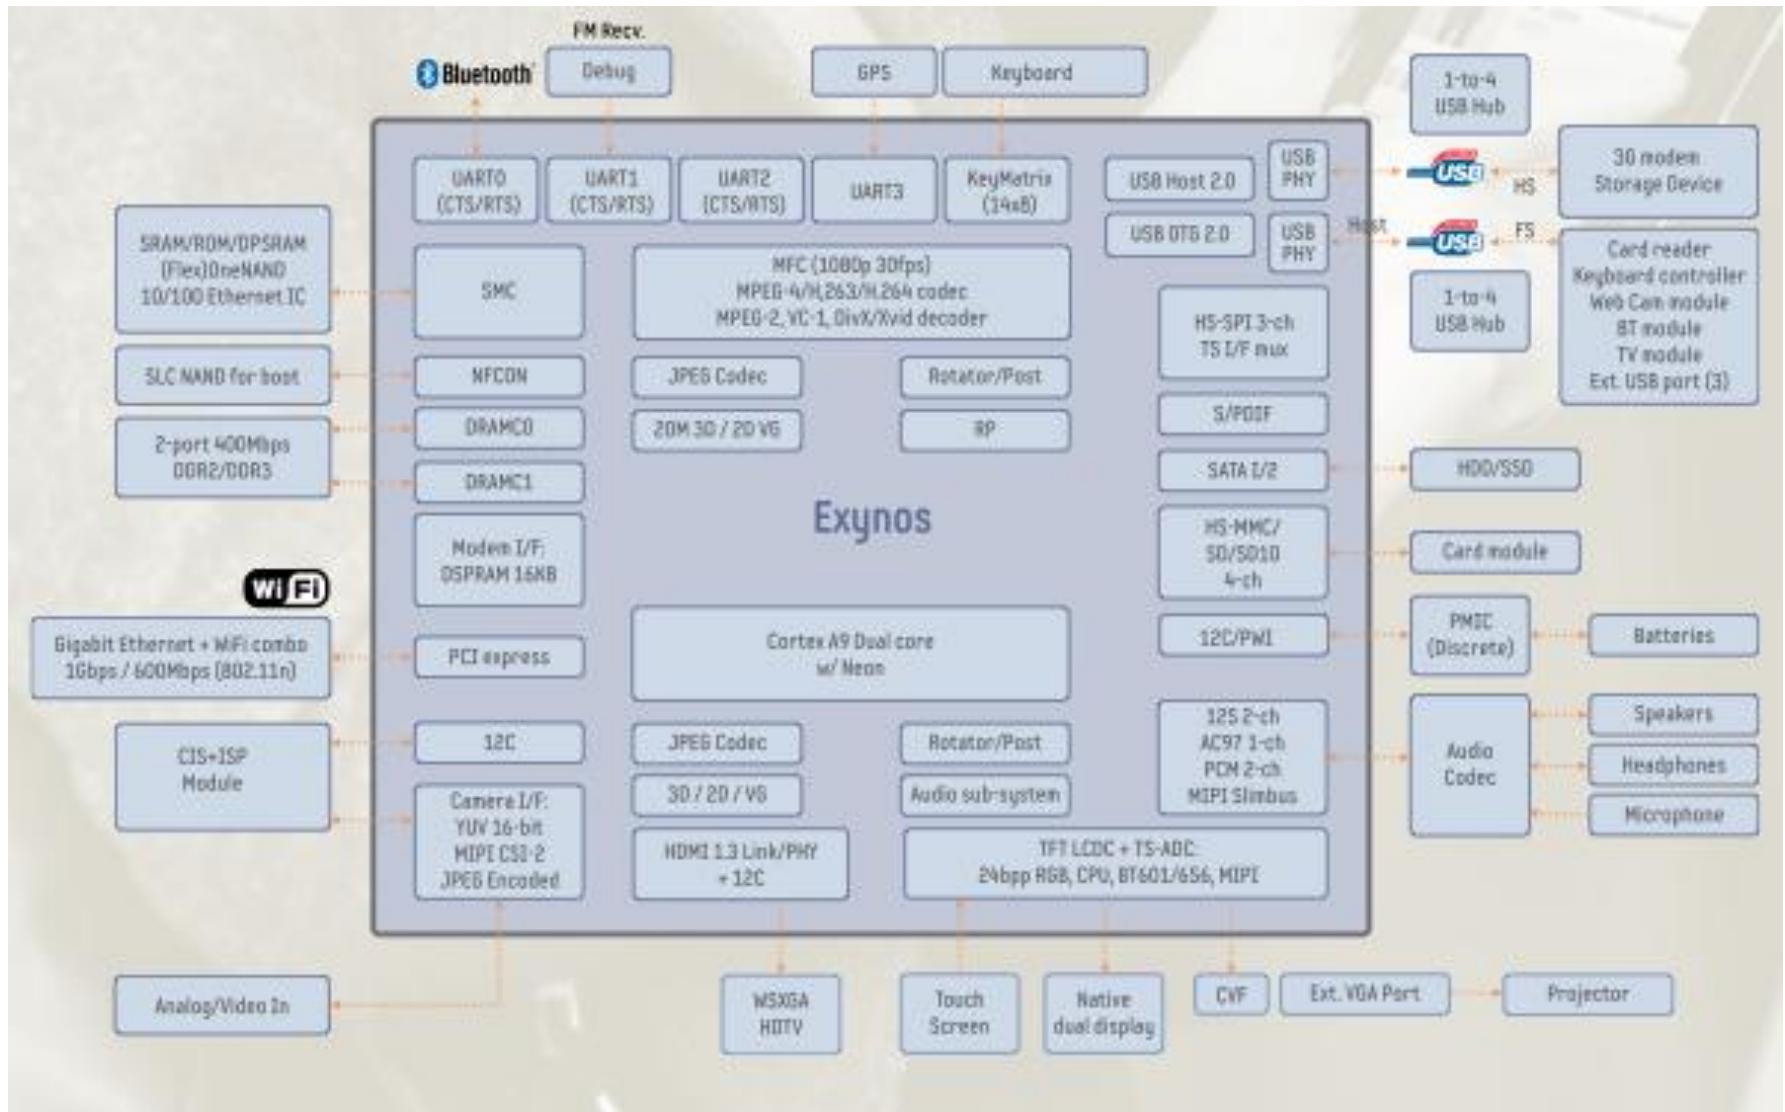 FM Recv.
Bluetooth
Debug
GPS
Keyboard
1-to-4
USB Hub
UART0
(CTS/RTS)
UART1
(CTS/RTS)
UART2
(CTS/RTS)
UART3
KeyMatrix
(14x8)
USB Host 2.0
USB
PHY
USB
HS
3G modem
Storage Device
USB OTG 2.0
USB
PHY
Host
USB
FS
SRAM/ROM/DPSRAM
(Flex)OneNAND
10/100 Ethernet IC
SMC
MFC (1080p 30fps)
MPEG-4/H,263/H.264 codec
MPEG-2, VC-1, DivX/Xvid decoder
HS-SPI 3-ch
TS I/F mux
1-to-4
USB Hub
Card reader
Keyboard controller
Web Cam module
BT module
TV module
Ext. USB port (3)
SLC NAND for boot
NFCON
JPEG Codec
Rotator/Post
2-port 400Mbps
DDR2/DDR3
DRAMC0
20M 3D / 2D VG
RP
S/PDIF
DRAMC1
SATA 1/2
HDD/SSD
Exynos
Modem I/F:
DSPRAM 16KB
HS-MMC/
SD/SD10
4-ch
Card module
WiFi
Gigabit Ethernet + WiFi combo
1Gbps / 600Mbps (802.11n)
PCI express
Cortex A9 Dual core
w/ Neon
12C/PWI
PMIC
(Discrete)
Batteries
CIS+ISP
Module
12C
JPEG Codec
Rotator/Post
12S 2-ch
AC97 1-ch
PCM 2-ch
MIPI Slimbus
Audio
Codec
Speakers
Headphones
Microphone
Camera I/F:
YUV 16-bit
MIPI CSI-2
JPEG Encoded
3D / 2D / VG
Audio sub-system
HDMI 1.3 Link/PHY
+ 12C
TFT LCDC + TS-ADC:
24bpp RGB, CPU, BT601/656, MIPI
Analog/Video In
WSXGA
HDTV
Touch
Screen
Native
dual display
CVF
Ext. VGA Port
Projector